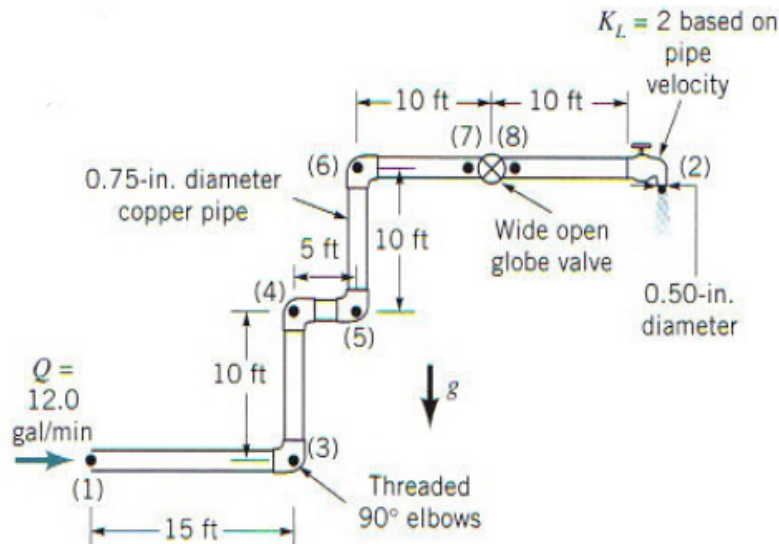 K_L = 2 based on
pipe
velocity
10 ft
10 ft
(7)
(8)
(6)
(2)
0.75-in. diameter
copper pipe
Wide open
globe valve
5 ft
10 ft
(4)
(5)
0.50-in.
diameter
Q =
12.0
gal/min
10 ft
g
(3)
(1)
Threaded
90° elbows
15 ft